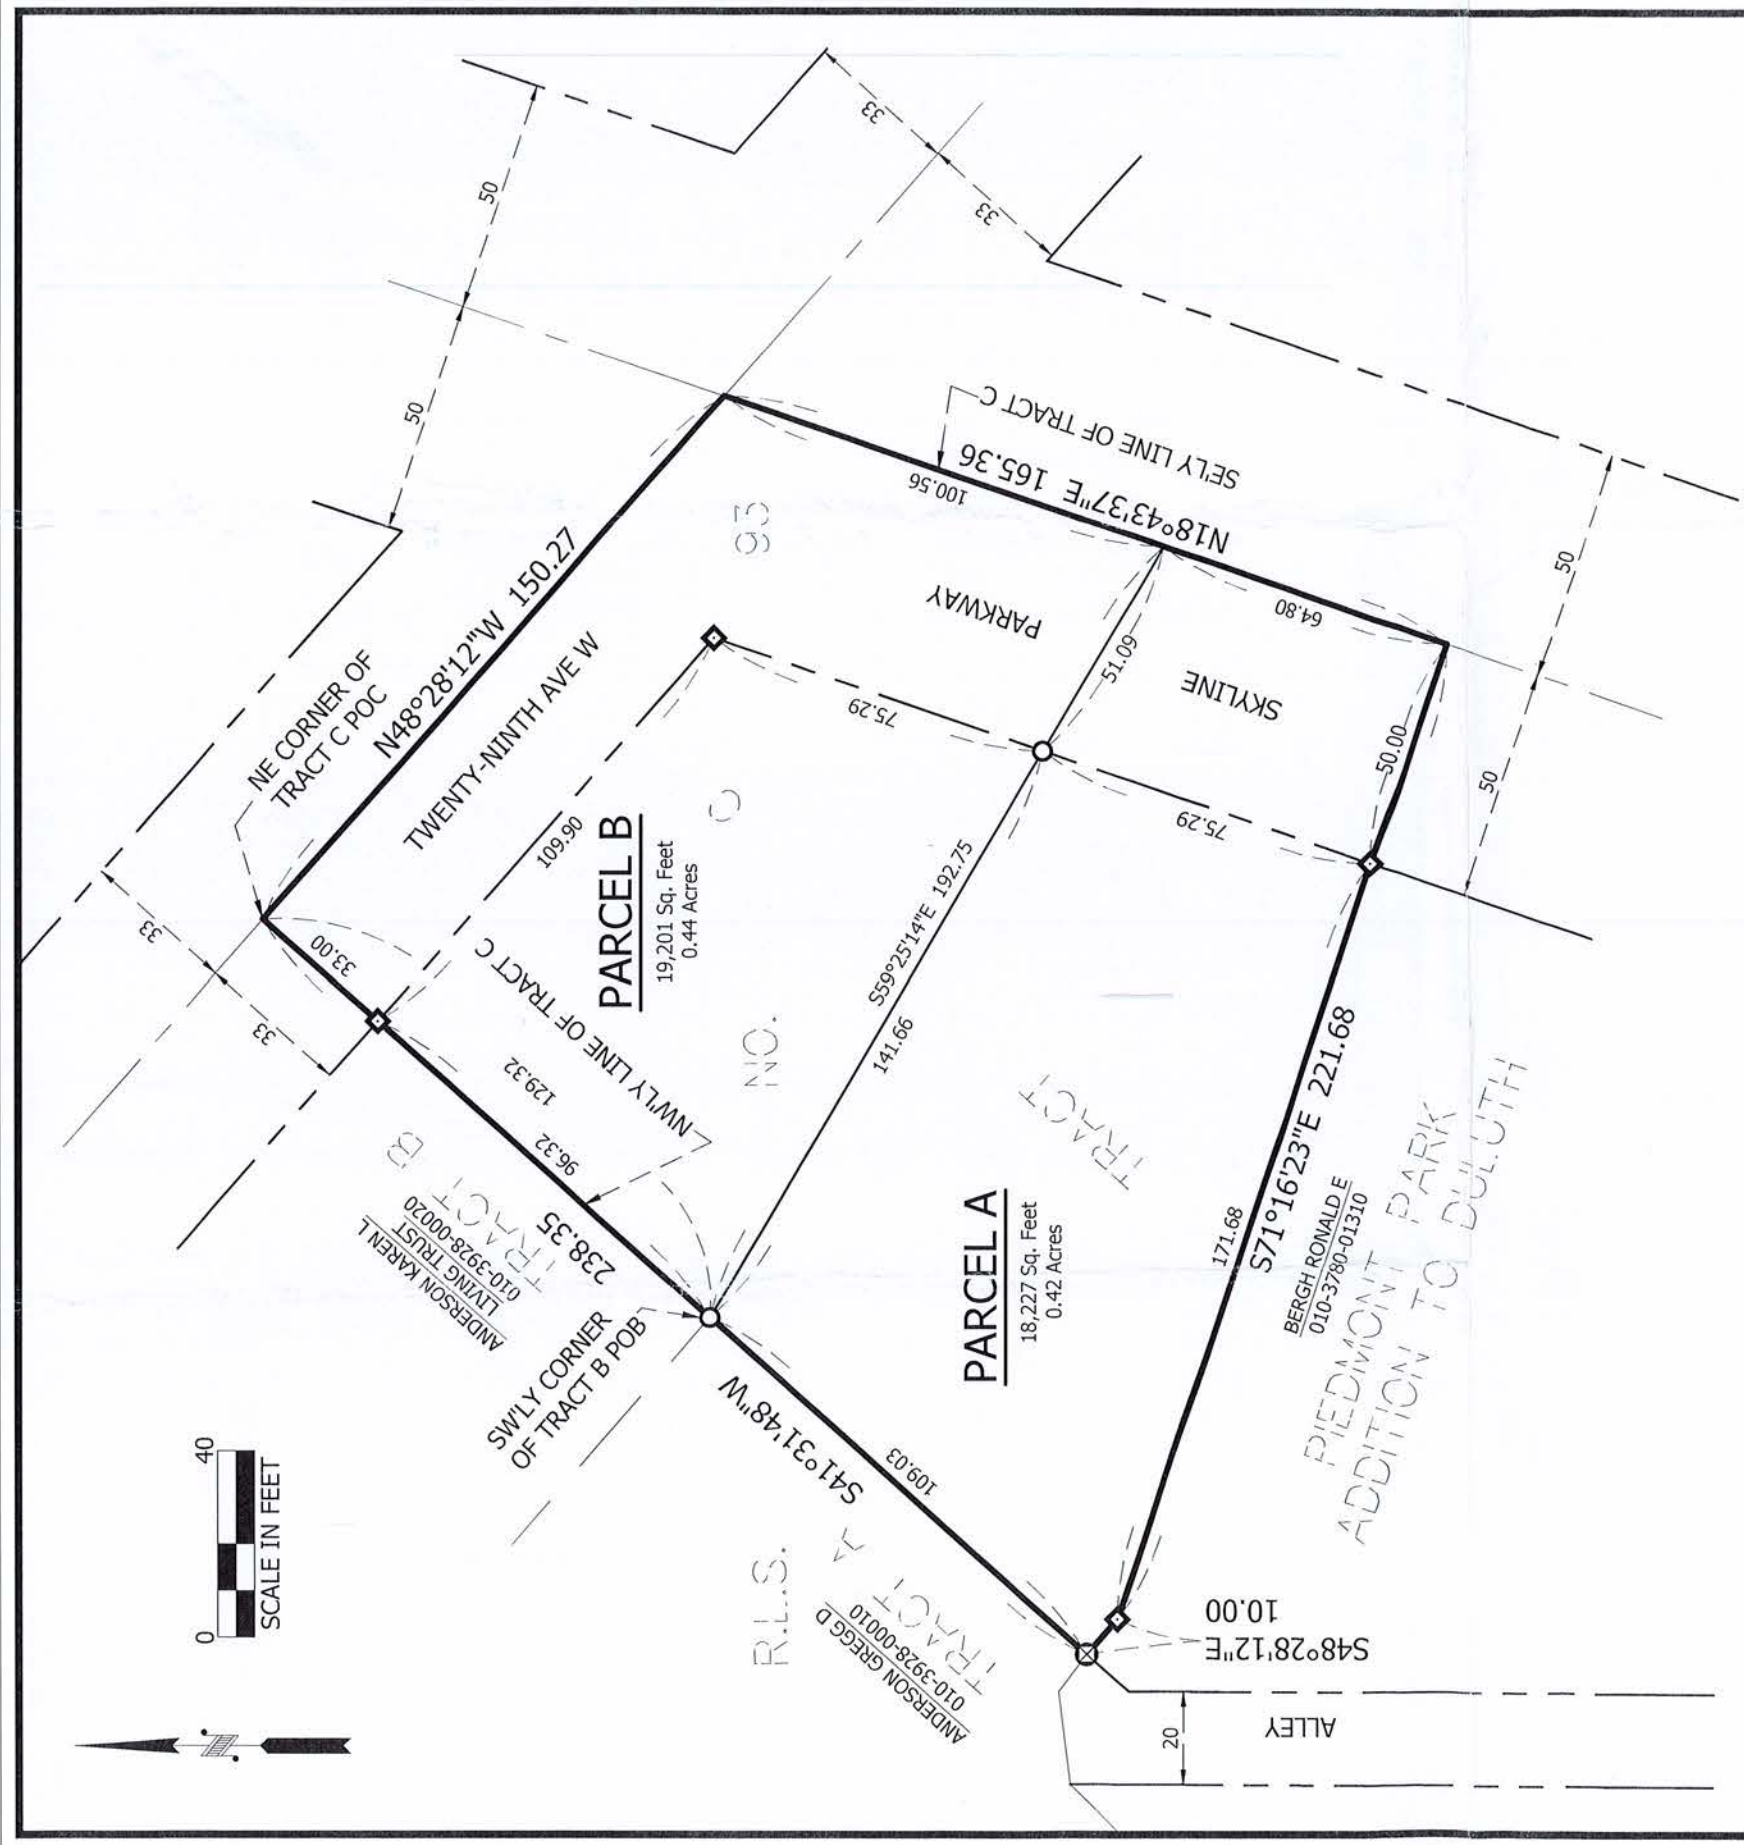 33
50
33
50
SE'LY LINE OF TRACT C
N18°43'37"E 165.36
100.56
95
N48°28'12"W 150.27
NE CORNER OF
TRACT C POC
PARKWAY
50
TWENTY-NINTH AVE W
64.80
51.09
SKYLINE
75.29
50.00
50
109.90
O
75.29
PARCEL B
19,201 Sq. Feet
0.44 Acres
S59°25'14"E 192.75
33
33.00
33
NW'LY LINE OF TRACT C
NO.
141.66
129.32
TRACT
96.32
TRACT B
ANDERSON KAREN L
LIVING TRUST
010-3928-00020
238.35
SW'LY CORNER
OF TRACT B POB
PARCEL A
18,227 Sq. Feet
0.42 Acres
S71°16'23"E 221.68
171.68
BERGH RONALD E
010-3780-01310
PIEDMONT PARK
ADDITION TO DULUTH
S41°31'48"W
109.03
0 40
SCALE IN FEET
R.L.S.
TRACT A
ANDERSON GREGG D
010-3928-00010
S48°28'12"E
10.00
20
ALLEY